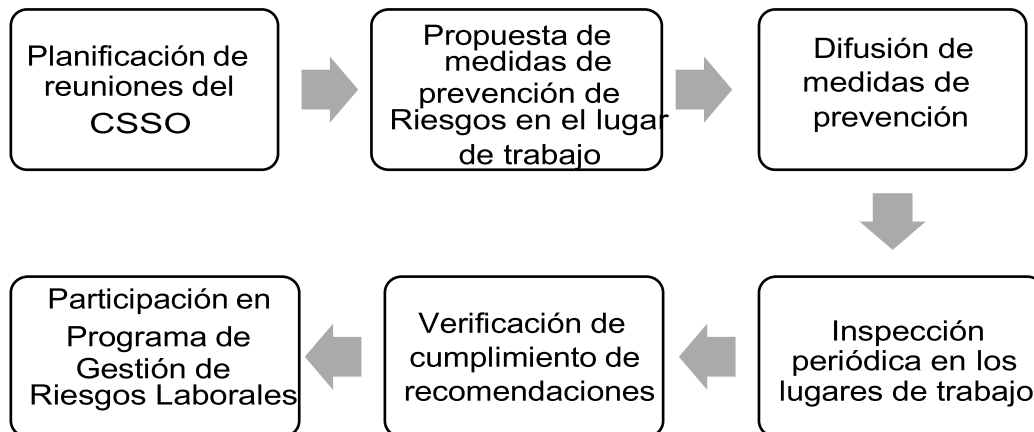 Planificación de
reuniones del
CSSO
Propuesta de
medidas de
prevención de
Riesgos en el lugar
de trabajo
Difusión de
medidas de
prevención
Inspección
periódica en los
lugares de trabajo
Verificación de
cumplimiento de
recomendaciones
Participación en
Programa de
Gestión de
Riesgos Laborales